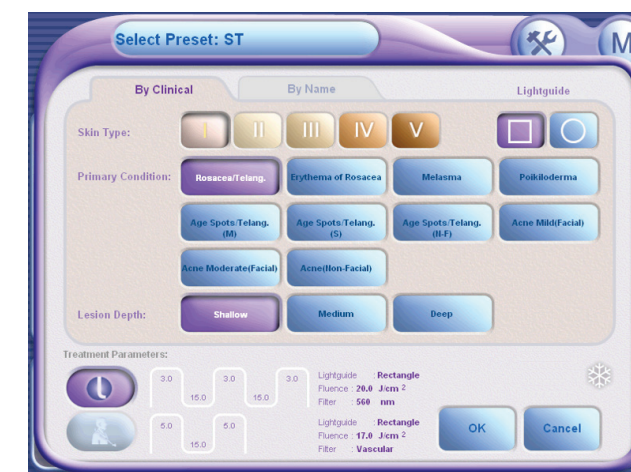 Select Preset: ST
M
By Clinical
By Name
Lightguide
Skin Type:
I II III IV V
Primary Condition:
Rosacea/Telang.
Erythema of Rosacea
Melasma
Poikiloderma
Age Spots/Telang.
(M)
Age Spots/Telang.
(S)
Age Spots/Telang.
(N-F)
Acne Mild(Facial)
Acne Moderate(Facial)
Acne(Non-Facial)
Lesion Depth:
Shallow
Medium
Deep
Treatment Parameters:
3.0 3.0 3.0
15.0 15.0
Lightguide : Rectangle
Fluence : 20.0 J/cm 2
Filter : 560 nm
6.0 6.0
15.0
Lightguide : Rectangle
Fluence : 17.0 J/cm 2
Filter : Vascular
OK
Cancel